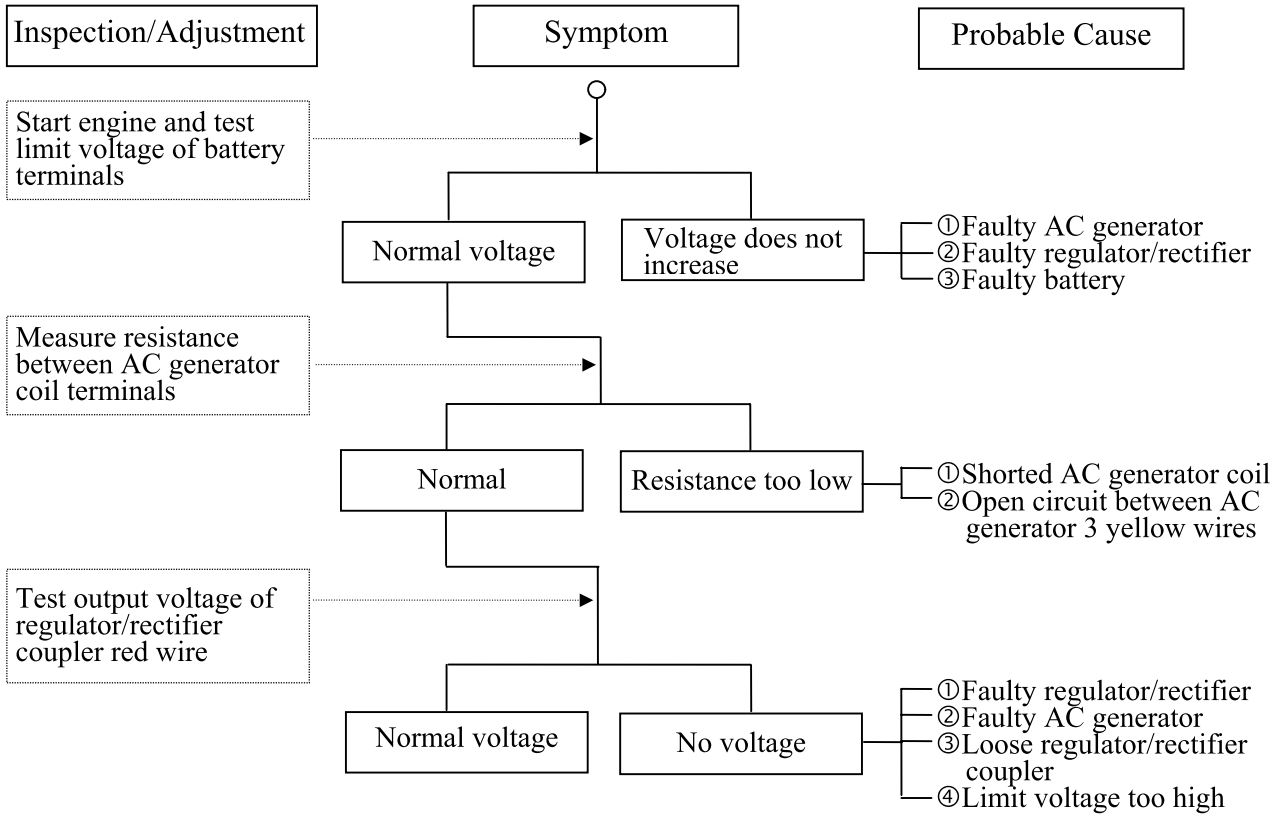 Inspection/Adjustment
Symptom
Probable Cause
Start engine and test
limit voltage of battery
terminals
Normal voltage
Voltage does not
increase
①Faulty AC generator
②Faulty regulator/rectifier
③Faulty battery
Measure resistance
between AC generator
coil terminals
Normal
Resistance too low
①Shorted AC generator coil
②Open circuit between AC
generator 3 yellow wires
Test output voltage of
regulator/rectifier
coupler red wire
Normal voltage
No voltage
①Faulty regulator/rectifier
②Faulty AC generator
③Loose regulator/rectifier
coupler
④Limit voltage too high